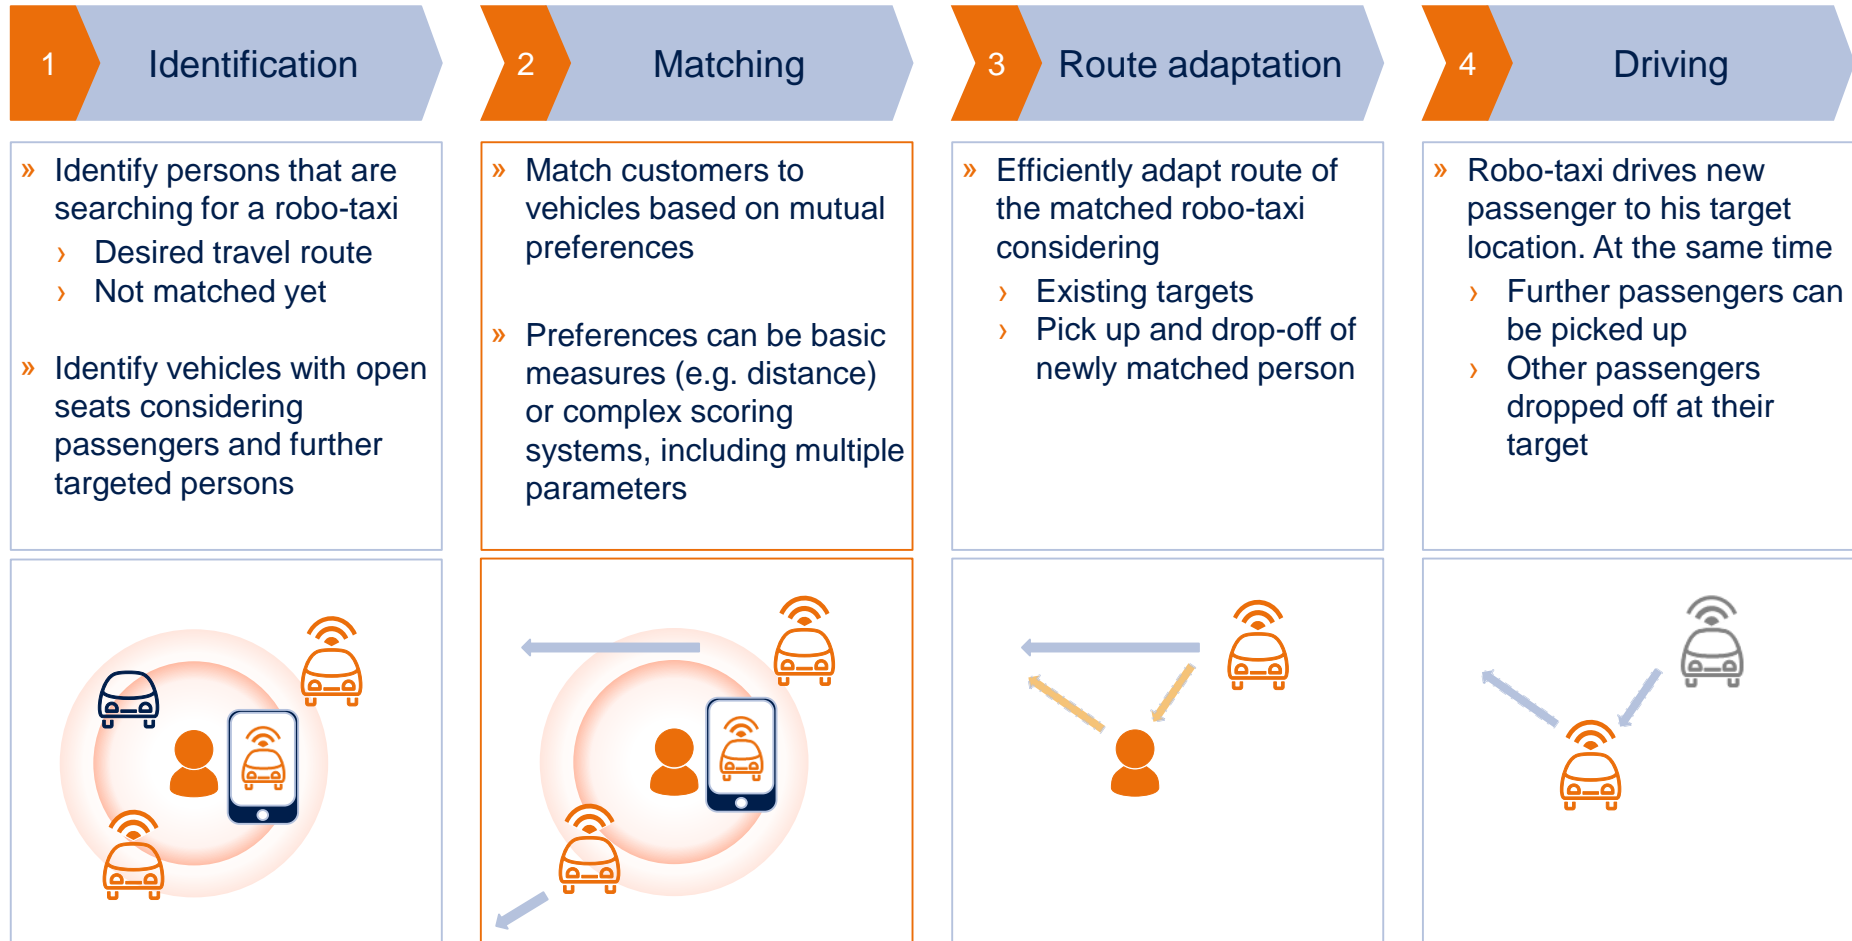 1 Identification
» Identify persons that are
searching for a robo-taxi
› Desired travel route
› Not matched yet
» Identify vehicles with open
seats considering
passengers and further
targeted persons
2 Matching
» Match customers to
vehicles based on mutual
preferences
» Preferences can be basic
measures (e.g. distance)
or complex scoring
systems, including multiple
parameters
3 Route adaptation
» Efficiently adapt route of
the matched robo-taxi
considering
› Existing targets
› Pick up and drop-off of
newly matched person
4 Driving
» Robo-taxi drives new
passenger to his target
location. At the same time
› Further passengers can
be picked up
› Other passengers
dropped off at their
target